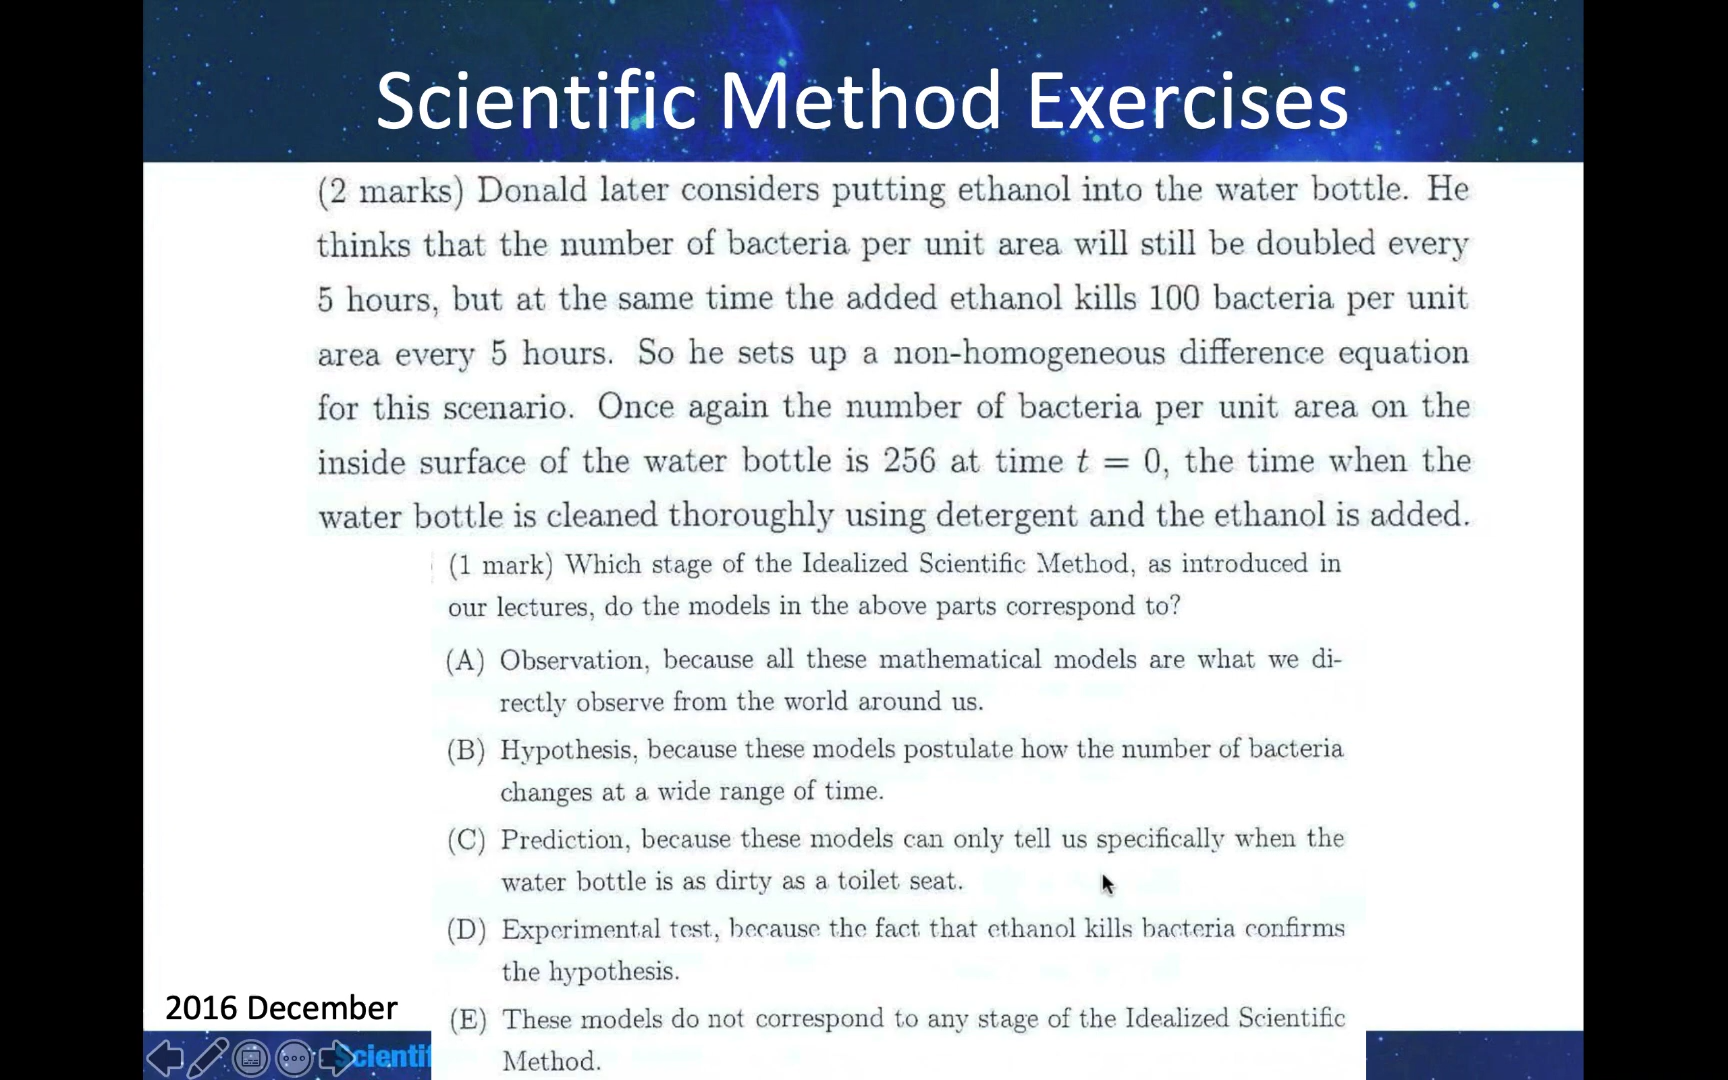 Scientific Method Exercises
(2 marks) Donald later considers putting ethanol into the water bottle. He
thinks that the number of bacteria per unit area will still be doubled every
5 hours, but at the same time the added ethanol kills 100 bacteria per unit
area every 5 hours. So he sets up a non-homogeneous difference equation
for this scenario. Once again the number of bacteria per unit area on the
inside surface of the water bottle is 256 at time t = 0, the time when the
water bottle is cleaned thoroughly using detergent and the ethanol is added.
(1 mark) Which stage of the Idealized Scientific Method, as introduced in
our lectures, do the models in the above parts correspond to?
(A) Observation, because all these mathematical models are what we di-
rectly observe from the world around us.
(B) Hypothesis, because these models postulate how the number of bacteria
changes at a wide range of time.
(C) Prediction, because these models can only tell us specifically when the
water bottle is as dirty as a toilet seat.
(D) Experimental test, because the fact that ethanol kills bacteria confirms
the hypothesis.
(E) These models do not correspond to any stage of the Idealized Scientific
Method.
2016 December